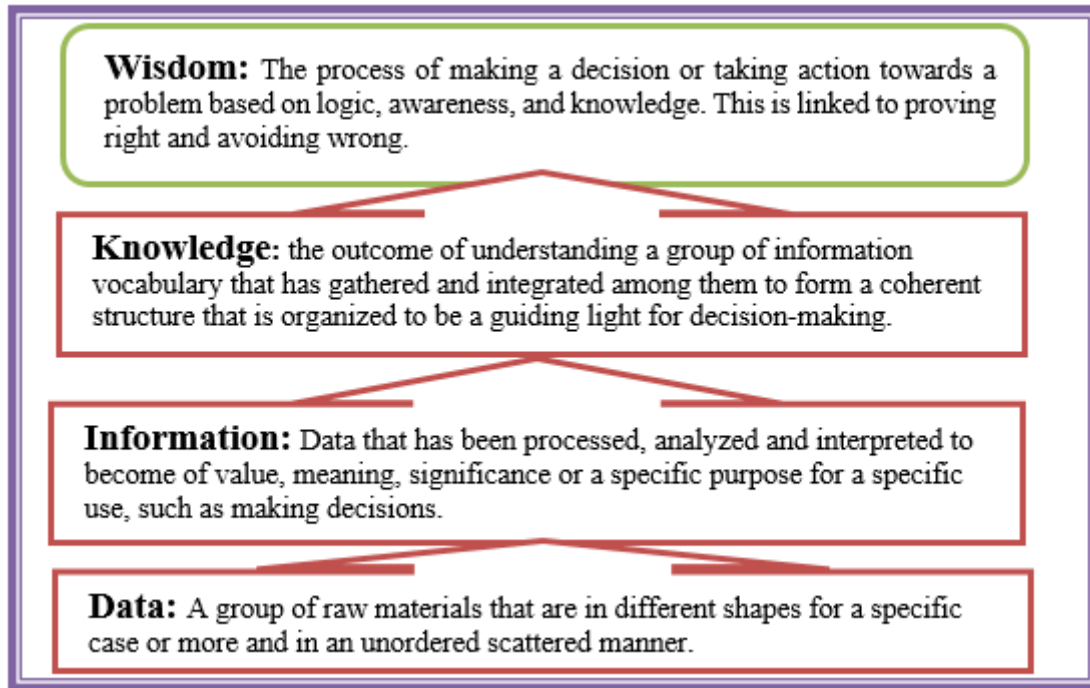 Wisdom: The process of making a decision or taking action towards a
problem based on logic, awareness, and knowledge. This is linked to proving
right and avoiding wrong.
Knowledge: the outcome of understanding a group of information
vocabulary that has gathered and integrated among them to form a coherent
structure that is organized to be a guiding light for decision-making.
Information: Data that has been processed, analyzed and interpreted to
become of value, meaning, significance or a specific purpose for a specific
use, such as making decisions.
Data: A group of raw materials that are in different shapes for a specific
case or more and in an unordered scattered manner.